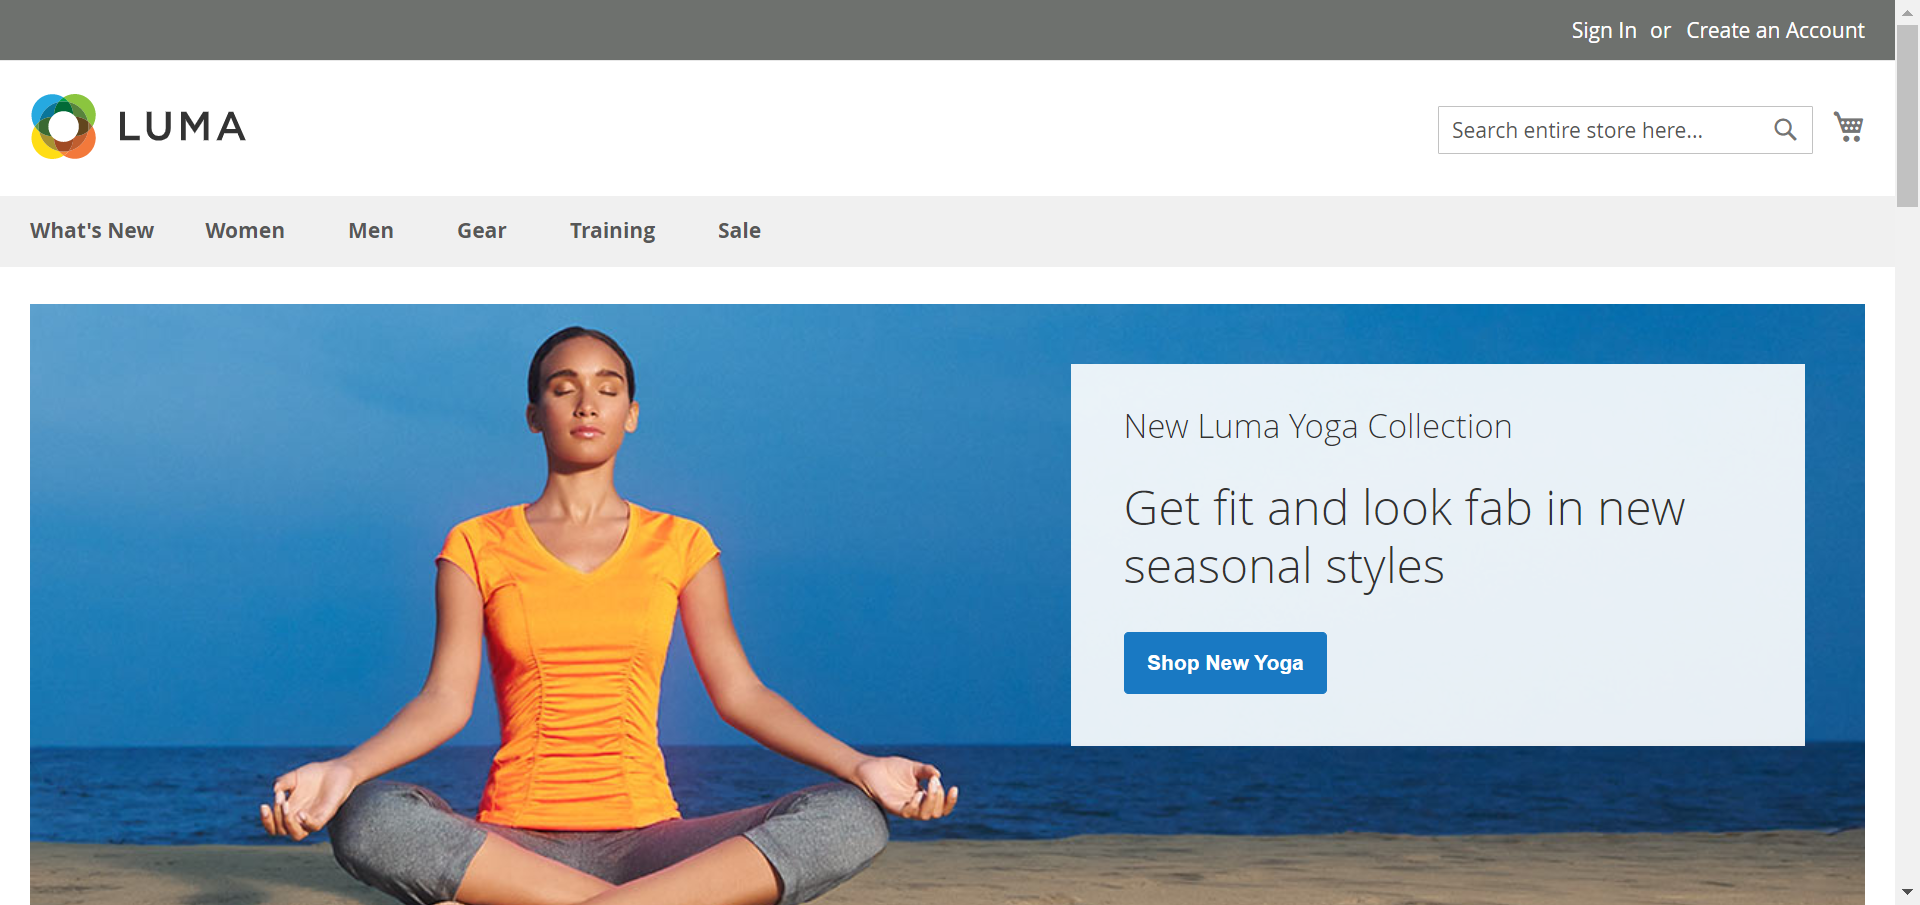 Sign In or Create an Account
LUMA
Search entire store here...
What's New Women Men Gear Training Sale
New Luma Yoga Collection
Get fit and look fab in new
seasonal styles
Shop New Yoga